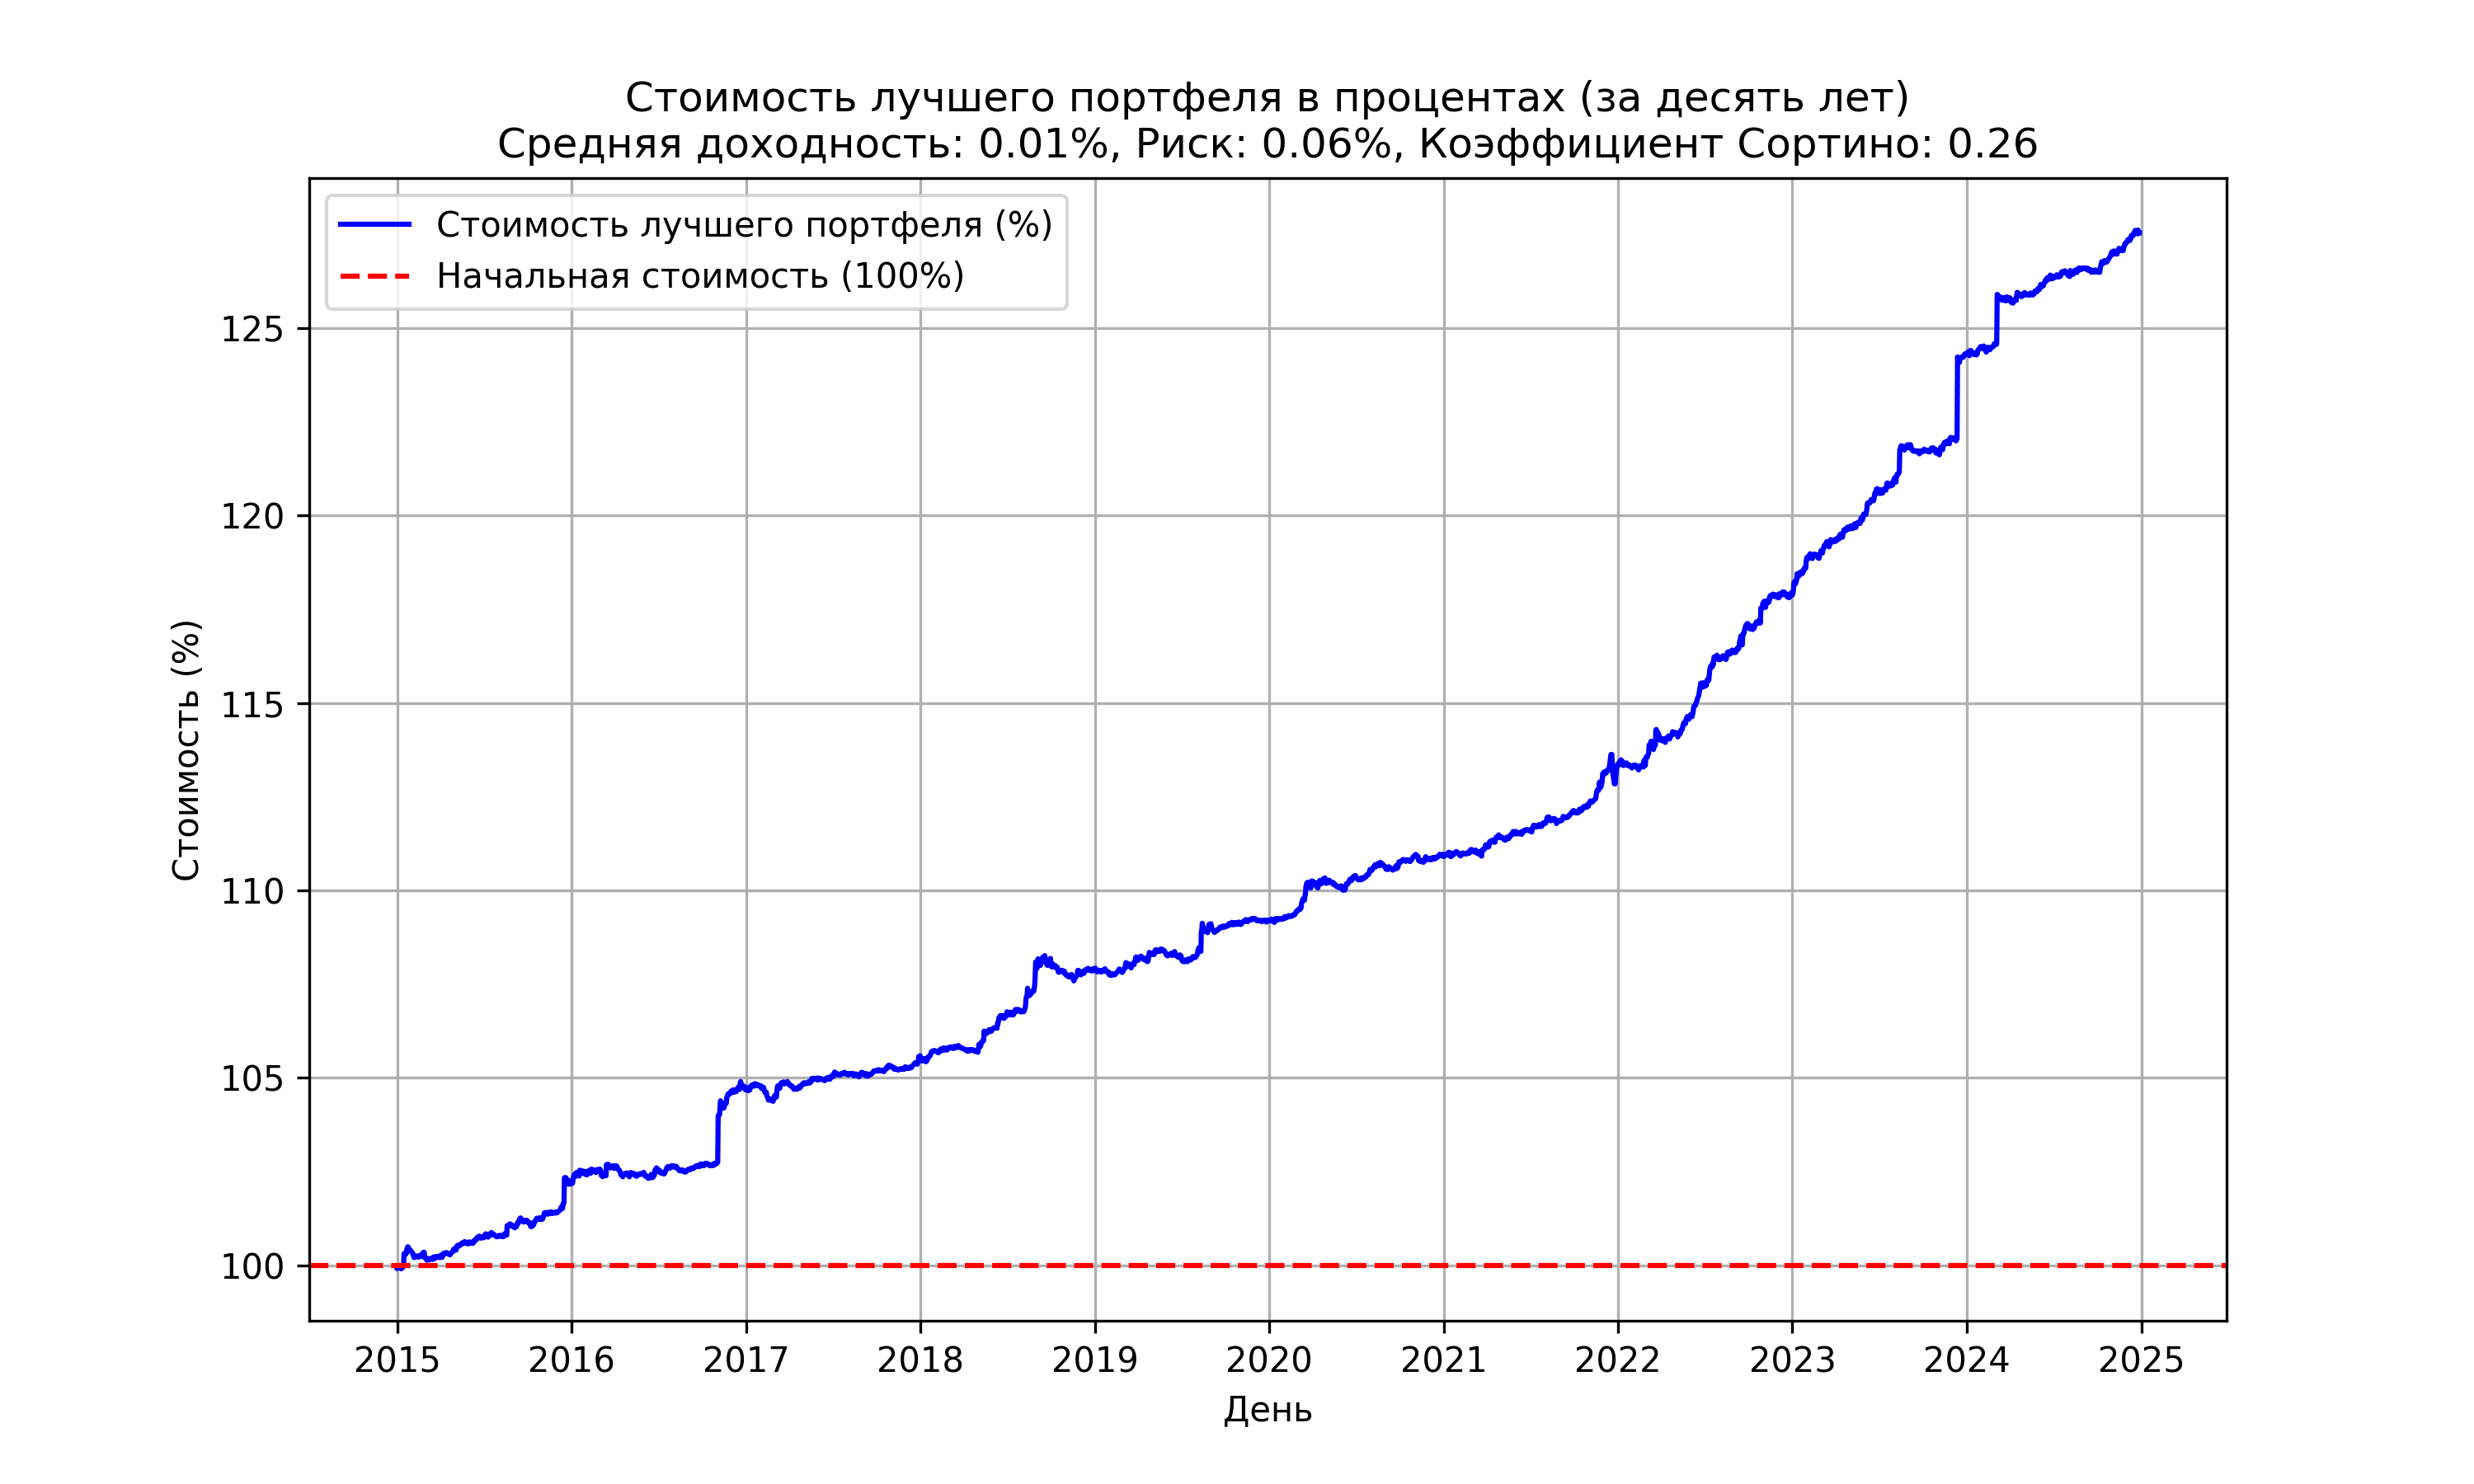 Стоимость лучшего портфеля в процентах (за десять лет)
Средняя доходность: 0.01%, Риск: 0.06%, Коэффициент Сортино: 0.26
Стоимость лучшего портфеля (%)
Начальная стоимость (100%)
Стоимость (%)
125
120
115
110
105
100
2015 2016 2017 2018 2019 2020 2021 2022 2023 2024 2025
День